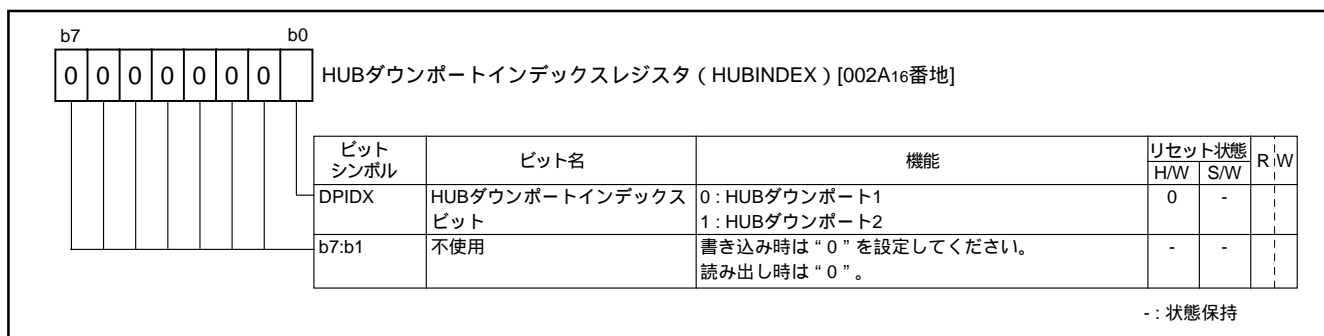 b7 b0
0 0 0 0 0 0 0
HUBダウンポートインデックスレジスタ（HUBINDEX）[002A16番地]
ビット
シンボル
ビット名
機能
リセット状態
H/W S/W
R W
DPIDX
HUBダウンポートインデックス
ビット
0 : HUBダウンポート1
1 : HUBダウンポート2
0 -
b7:b1
不使用
書き込み時は“0”を設定してください。
読み出し時は“0”。
- -
- : 状態保持